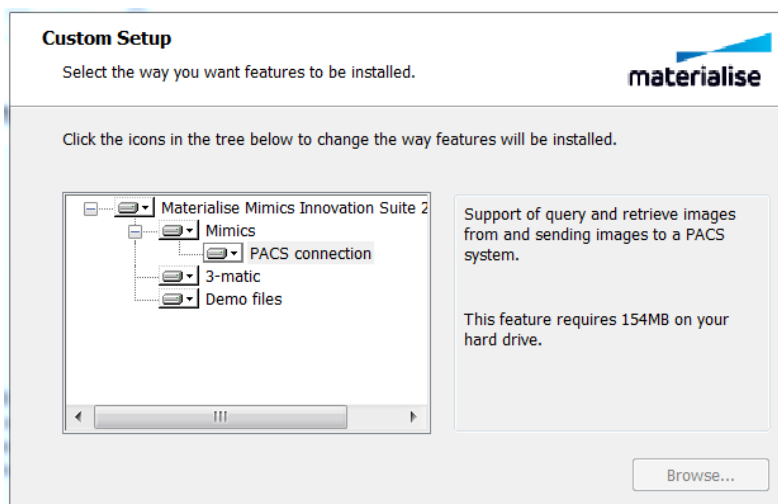 Custom Setup
Select the way you want features to be installed.
materialise
Click the icons in the tree below to change the way features will be installed.
Materialise Mimics Innovation Suite 2
Mimics
PACS connection
3-matic
Demo files
Support of query and retrieve images
from and sending images to a PACS
system.
This feature requires 154MB on your
hard drive.
Browse...